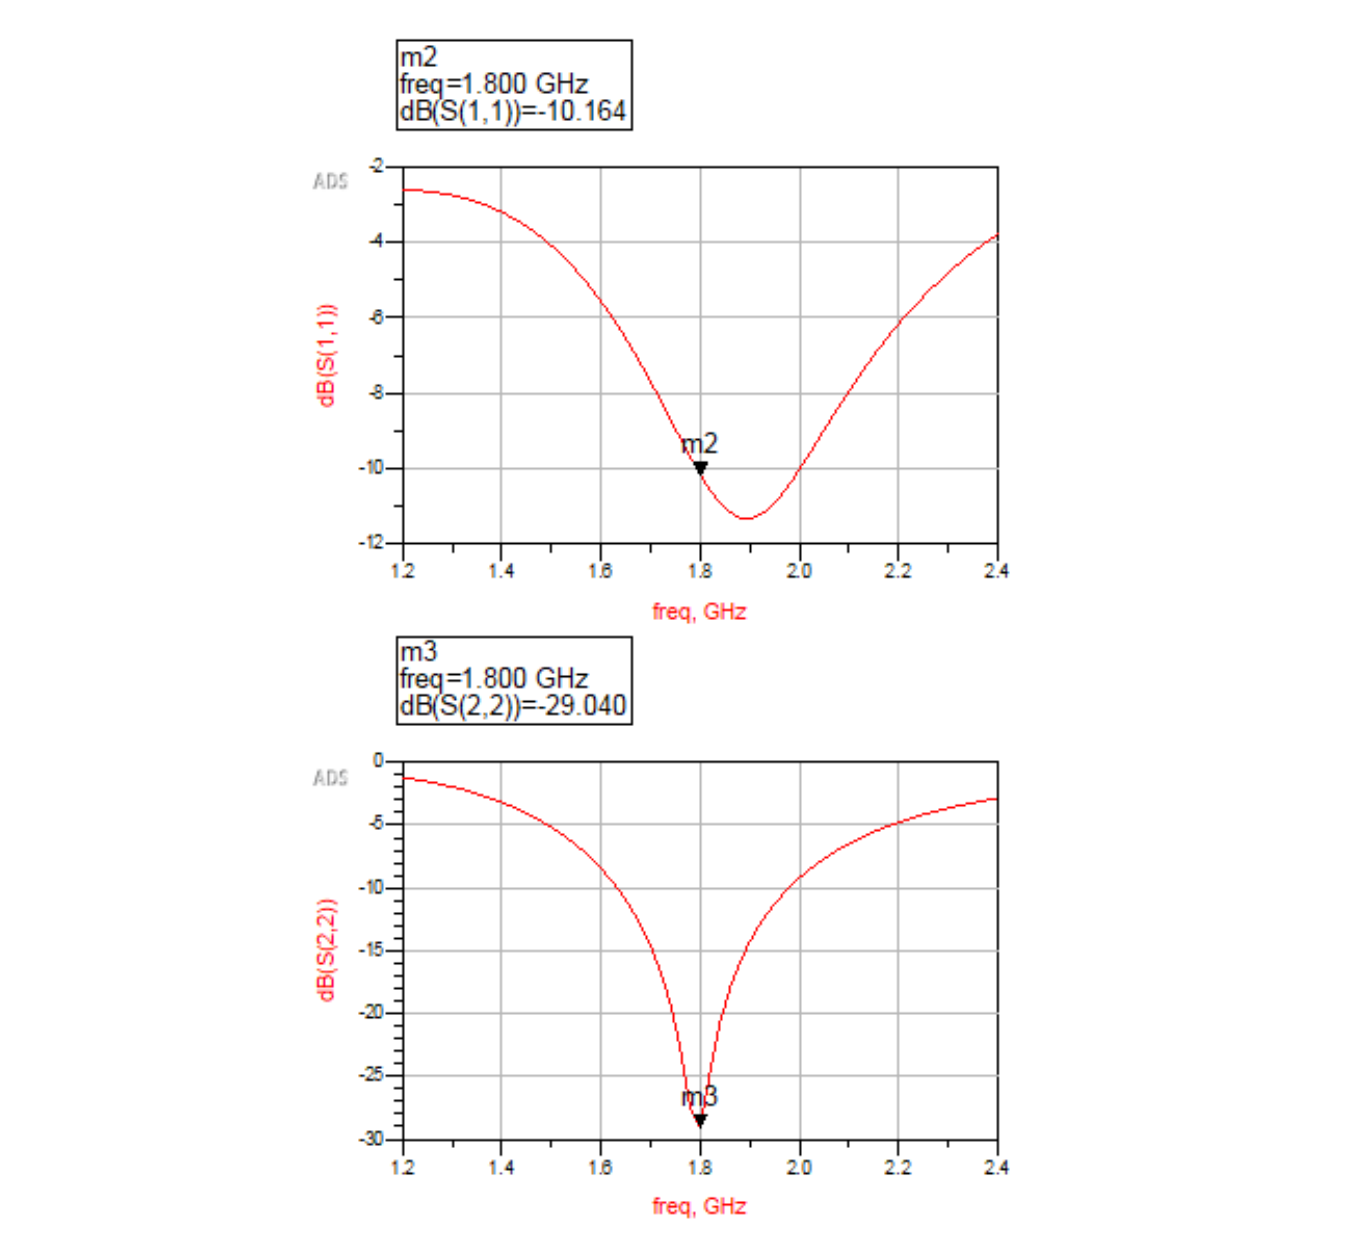 m2
freq=1.800 GHz
dB(S(1,1))=-10.164
ADS
-2
-4
-6
-8
-10
-12
dB(S(1,1))
m2
1.2 1.4 1.6 1.8 2.0 2.2 2.4
freq, GHz
m3
freq=1.800 GHz
dB(S(2,2))=-29.040
ADS
0
-5
-10
-15
-20
-25
-30
dB(S(2,2))
m3
1.2 1.4 1.6 1.8 2.0 2.2 2.4
freq, GHz